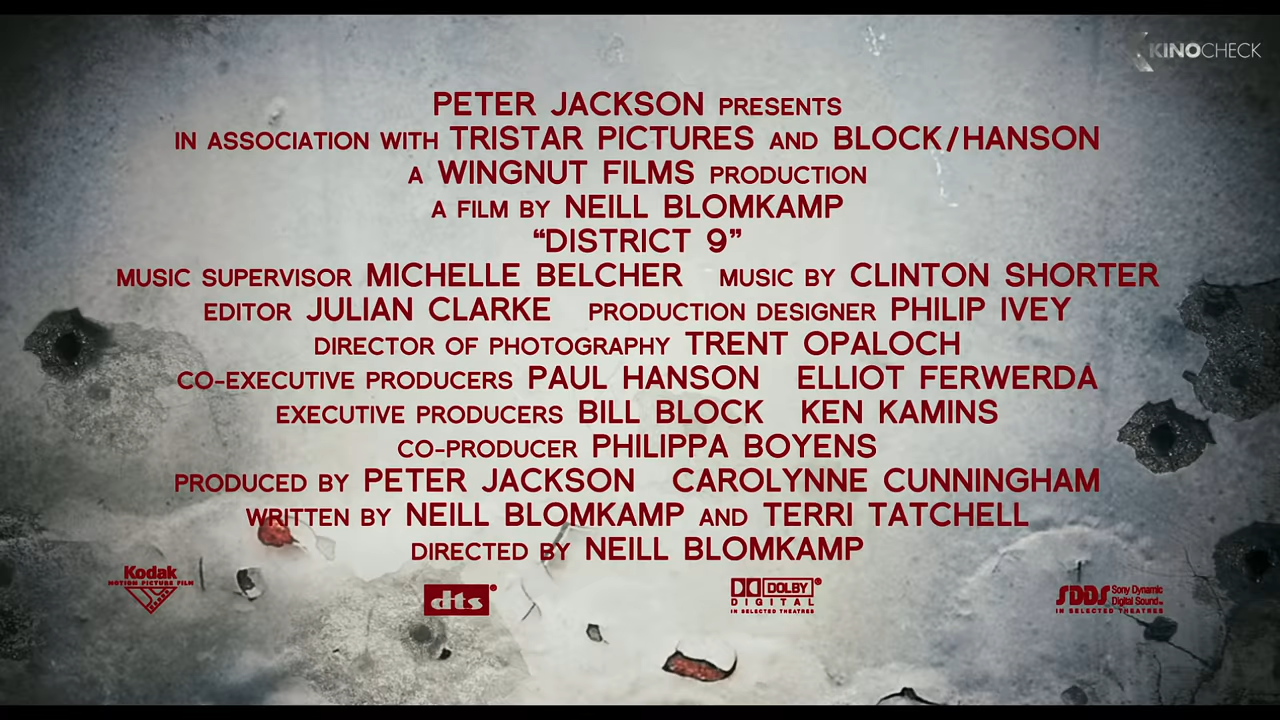 KINOCHECK
PETER JACKSON PRESENTS
IN ASSOCIATION WITH TRISTAR PICTURES AND BLOCK/HANSON
A WINGNUT FILMS PRODUCTION
A FILM BY NEILL BLOMKAMP
“DISTRICT 9”
MUSIC SUPERVISOR MICHELLE BELCHER MUSIC BY CLINTON SHORTER
EDITOR JULIAN CLARKE PRODUCTION DESIGNER PHILIP IVEY
DIRECTOR OF PHOTOGRAPHY TRENT OPALOCH
CO-EXECUTIVE PRODUCERS PAUL HANSON ELLIOT FERWERDA
EXECUTIVE PRODUCERS BILL BLOCK KEN KAMINS
CO-PRODUCER PHILIPPA BOYENS
PRODUCED BY PETER JACKSON CAROLYNNE CUNNINGHAM
WRITTEN BY NEILL BLOMKAMP AND TERRI TATCHELL
DIRECTED BY NEILL BLOMKAMP
Kodak
MOTION PICTURE FILM
dts®
DOLBY®
DIGITAL
IN SELECTED THEATRES
SDDS Sony Dynamic
Digital Sound™
IN SELECTED THEATRES